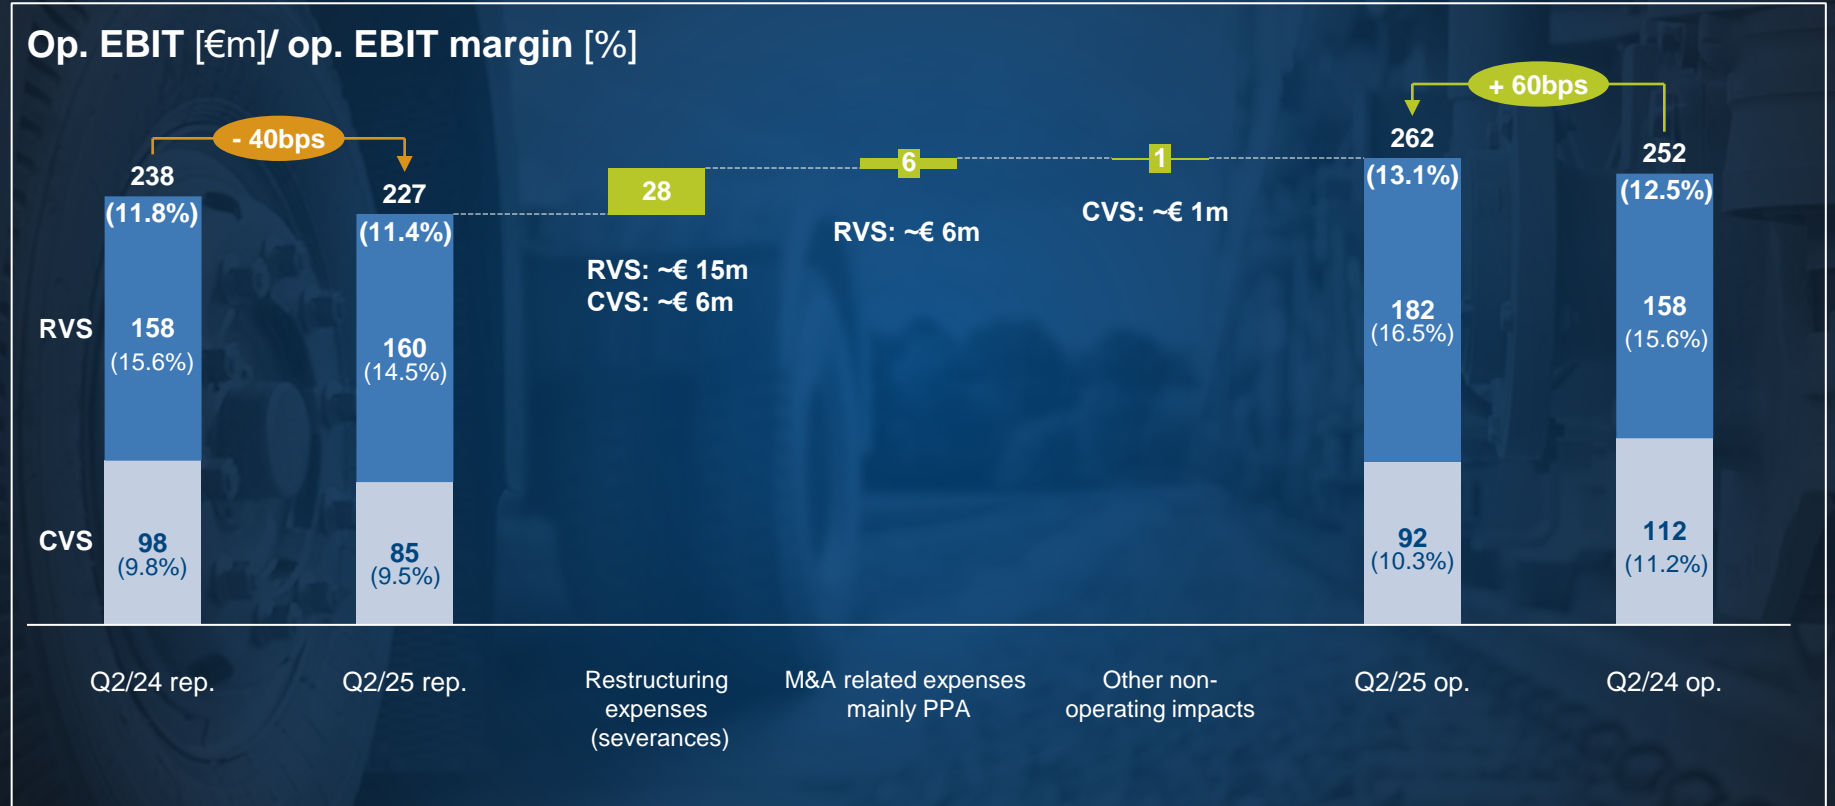 Op. EBIT [€m]/ op. EBIT margin [%]
- 40bps
+ 60bps
238
(11.8%)
227
(11.4%)
28
6
1
262
(13.1%)
252
(12.5%)
RVS: ~€ 15m
CVS: ~€ 6m
RVS: ~€ 6m
CVS: ~€ 1m
RVS
158
(15.6%)
160
(14.5%)
182
(16.5%)
158
(15.6%)
CVS
98
(9.8%)
85
(9.5%)
92
(10.3%)
112
(11.2%)
Q2/24 rep.
Q2/25 rep.
Restructuring
expenses
(severances)
M&A related expenses
mainly PPA
Other non-
operating impacts
Q2/25 op.
Q2/24 op.